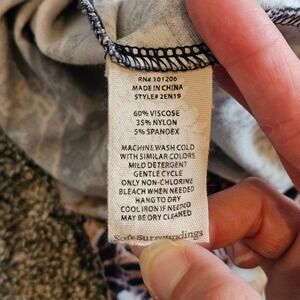 RN# 101206
MADE IN CHINA
STYLE# 2EN19
60% VISCOSE
35% NYLON
5% SPANDEX
MACHINE WASH COLD
WITH SIMILAR COLORS
MILD DETERGENT
GENTLE CYCLE
ONLY NON-CHLORINE
BLEACH WHEN NEEDED
HANG TO DRY
COOL IRON IF NEEDED
MAY BE DRY CLEANED
Soft Surroundings